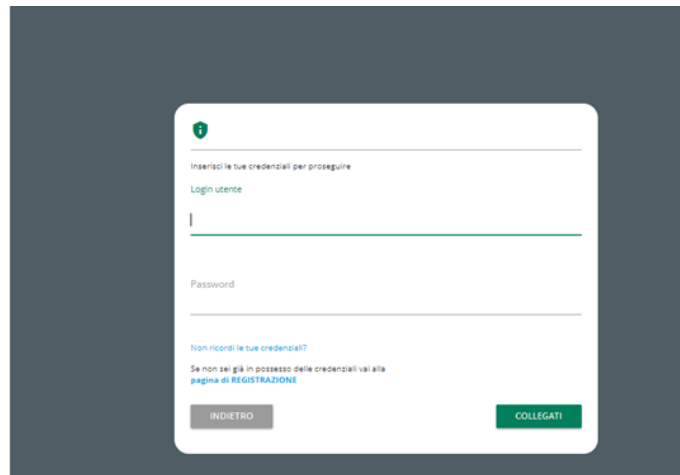 Inserisci le tue credenziali per proseguire
Login utente
Password
Non ricordi le tue credenziali?
Se non sei già in possesso delle credenziali vai alla
pagina di REGISTRAZIONE
INDIETRO
COLLEGATI